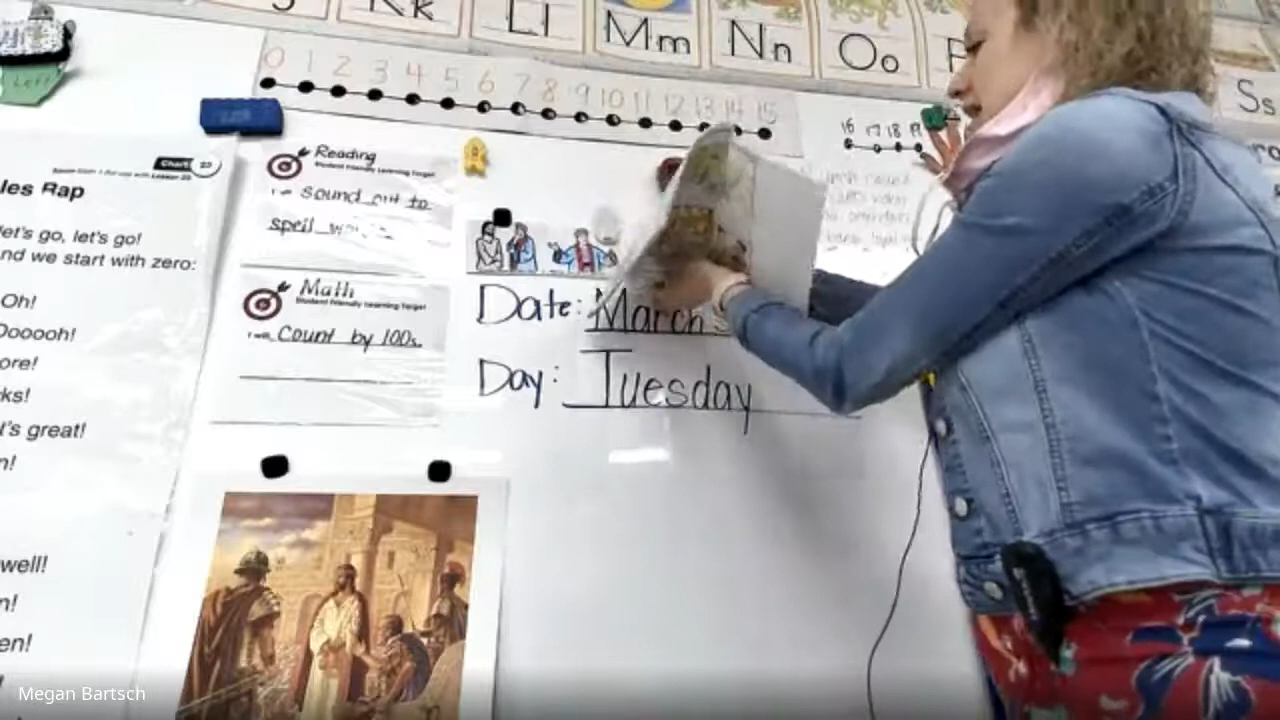 Kk Ll Mm Nn Oo P Ss
0 1 2 3 4 5 6 7 8 9 10 11 12 13 14 15
16 17 18 19
Left
Chart 23
les Rap
let's go, let's go!
nd we start with zero:
Oh!
Dooooh!
ore!
ks!
t's great!
n!
well!
n!
en!
Reading
Student Friendly Learning Target
sound out to
spell
Math
Student Friendly Learning Target
Count by 100s.
Date: March
Day: Tuesday
Megan Bartsch